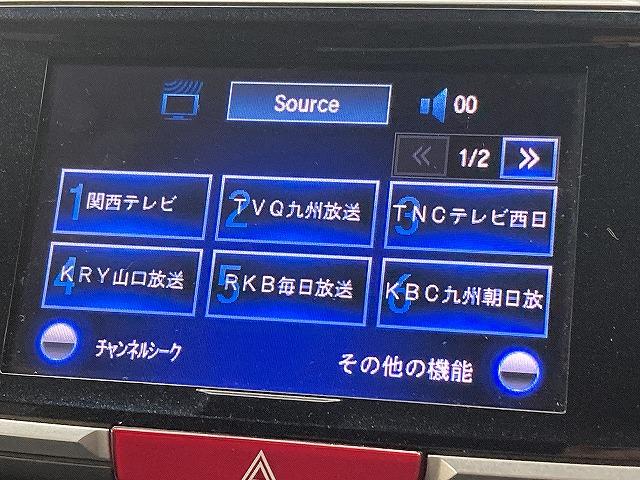 Source
00
1/2
1 関西テレビ
2 TVQ九州放送
3 TNCテレビ西日
4 KRY山口放送
5 RKB毎日放送
6 KBC九州朝日放
チャンネルシーク
その他の機能